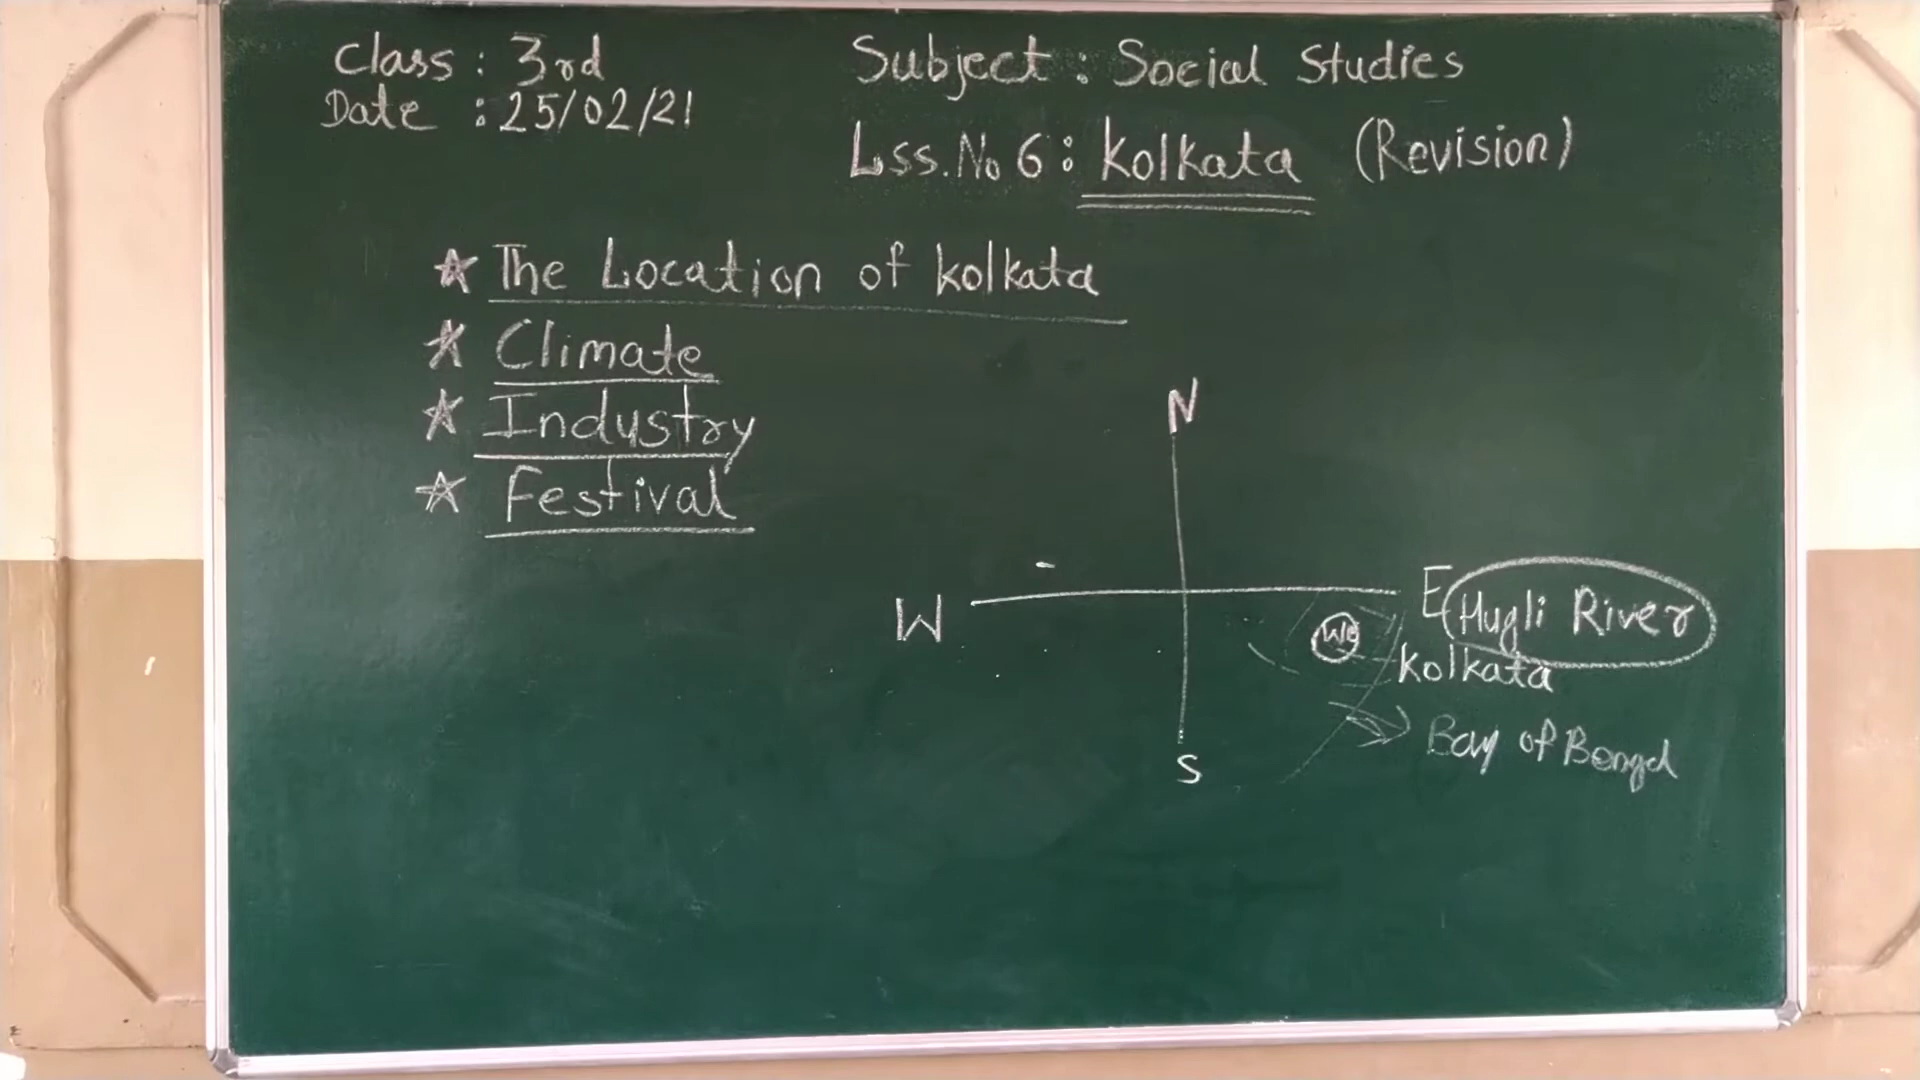 Class : 3rd
Date : 25/02/21
Subject : Social Studies
Lss.No 6 : Kolkata (Revision)
☆ The Location of Kolkata
☆ Climate
☆ Industry
☆ Festival
N
W
E
Hugli River
Kolkata
Bay of Bengal
S